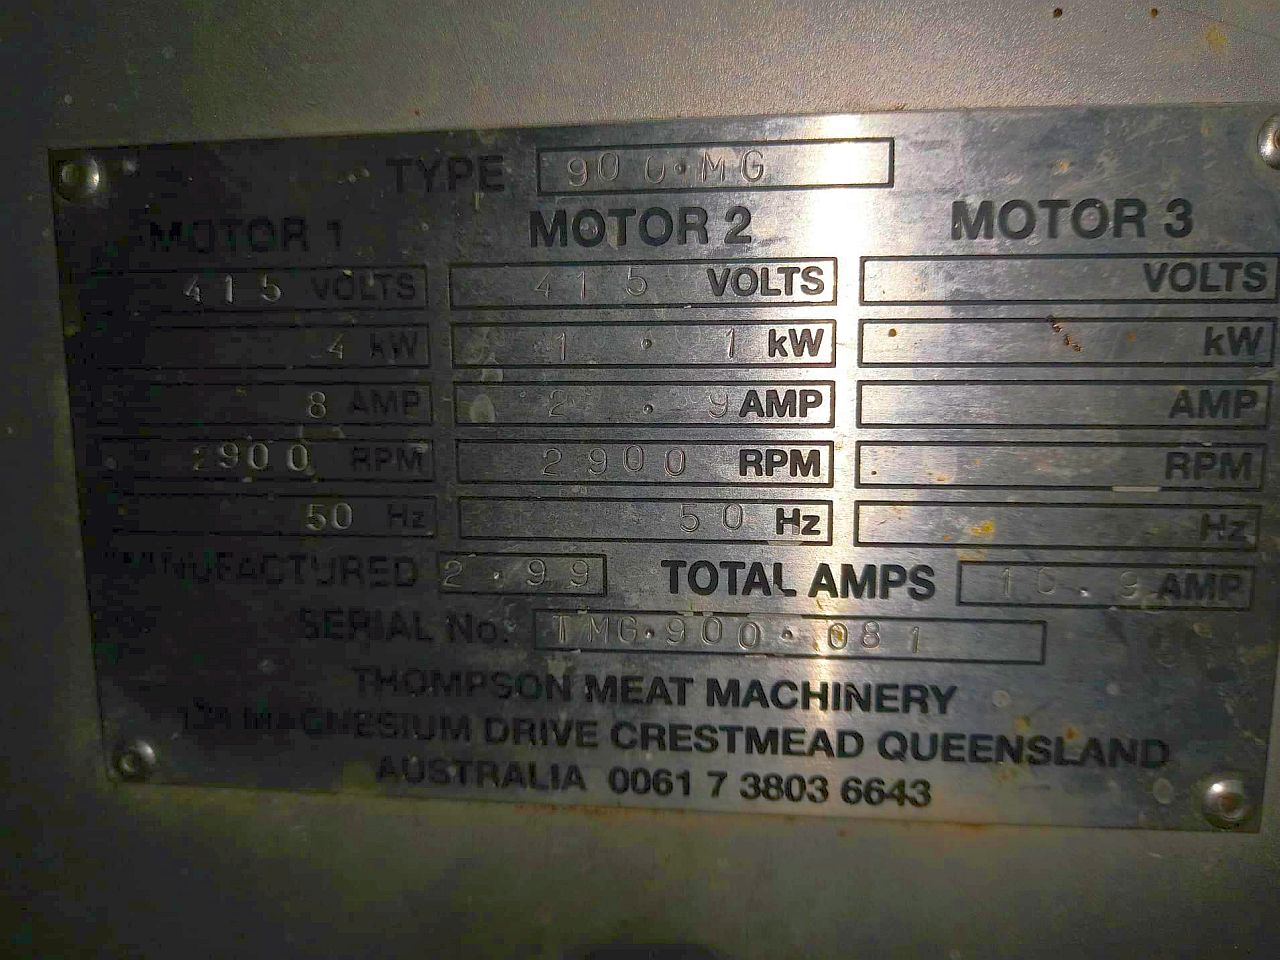 TYPE 900·MG
MOTOR 1 MOTOR 2 MOTOR 3
415 VOLTS 415 VOLTS VOLTS
4 kW 1.1 kW kW
8 AMP 2.9 AMP AMP
2900 RPM 2900 RPM RPM
50 Hz 50 Hz Hz
MANUFACTURED 2·99 TOTAL AMPS 10.9 AMP
SERIAL No. TMG·900·081
THOMPSON MEAT MACHINERY
MAGNESIUM DRIVE CRESTMEAD QUEENSLAND
AUSTRALIA 0061 7 3803 6643